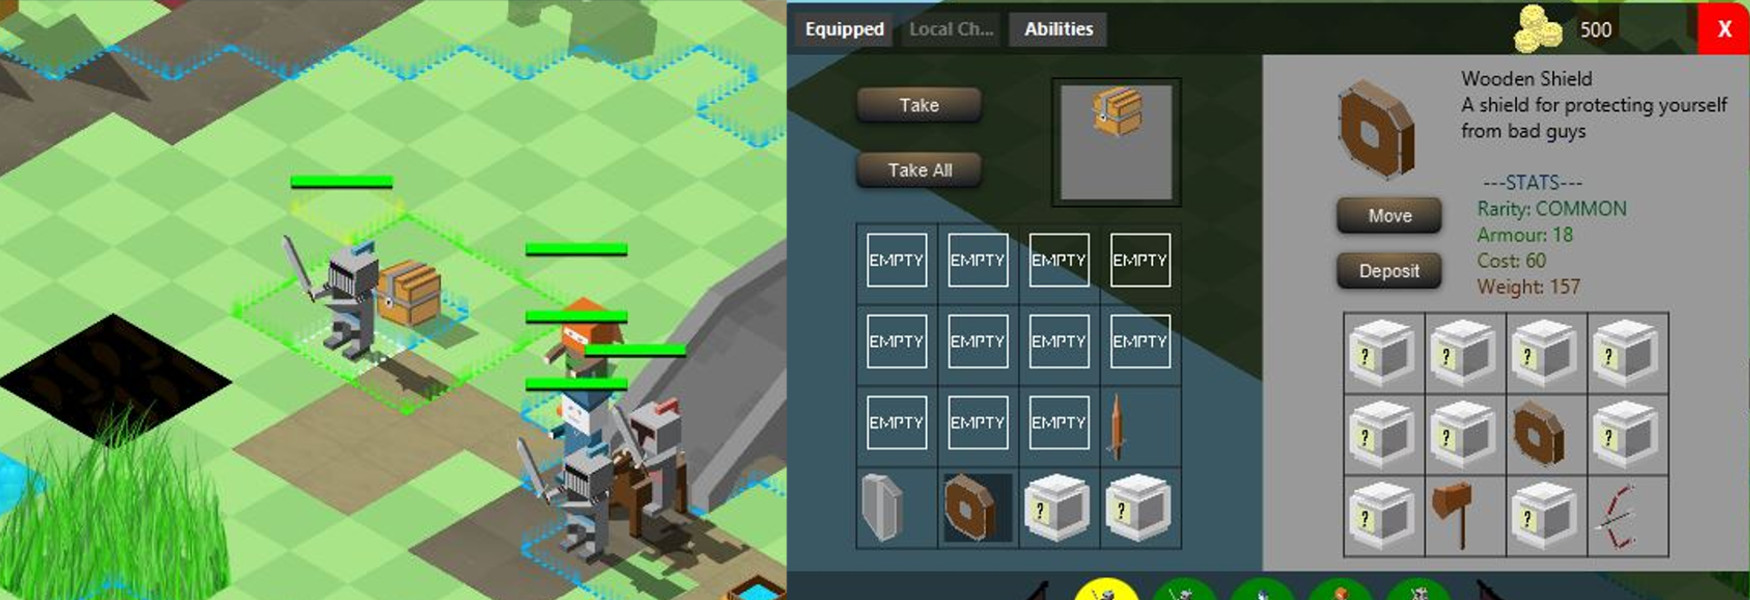 Equipped
Local Ch...
Abilities
500
X
Take
Take All
EMPTY
EMPTY
EMPTY
EMPTY
EMPTY
EMPTY
EMPTY
EMPTY
EMPTY
EMPTY
EMPTY
?
?
Wooden Shield
A shield for protecting yourself
from bad guys
---STATS---
Rarity: COMMON
Armour: 18
Cost: 60
Weight: 157
Move
Deposit
?
?
?
?
?
?
?
?
?